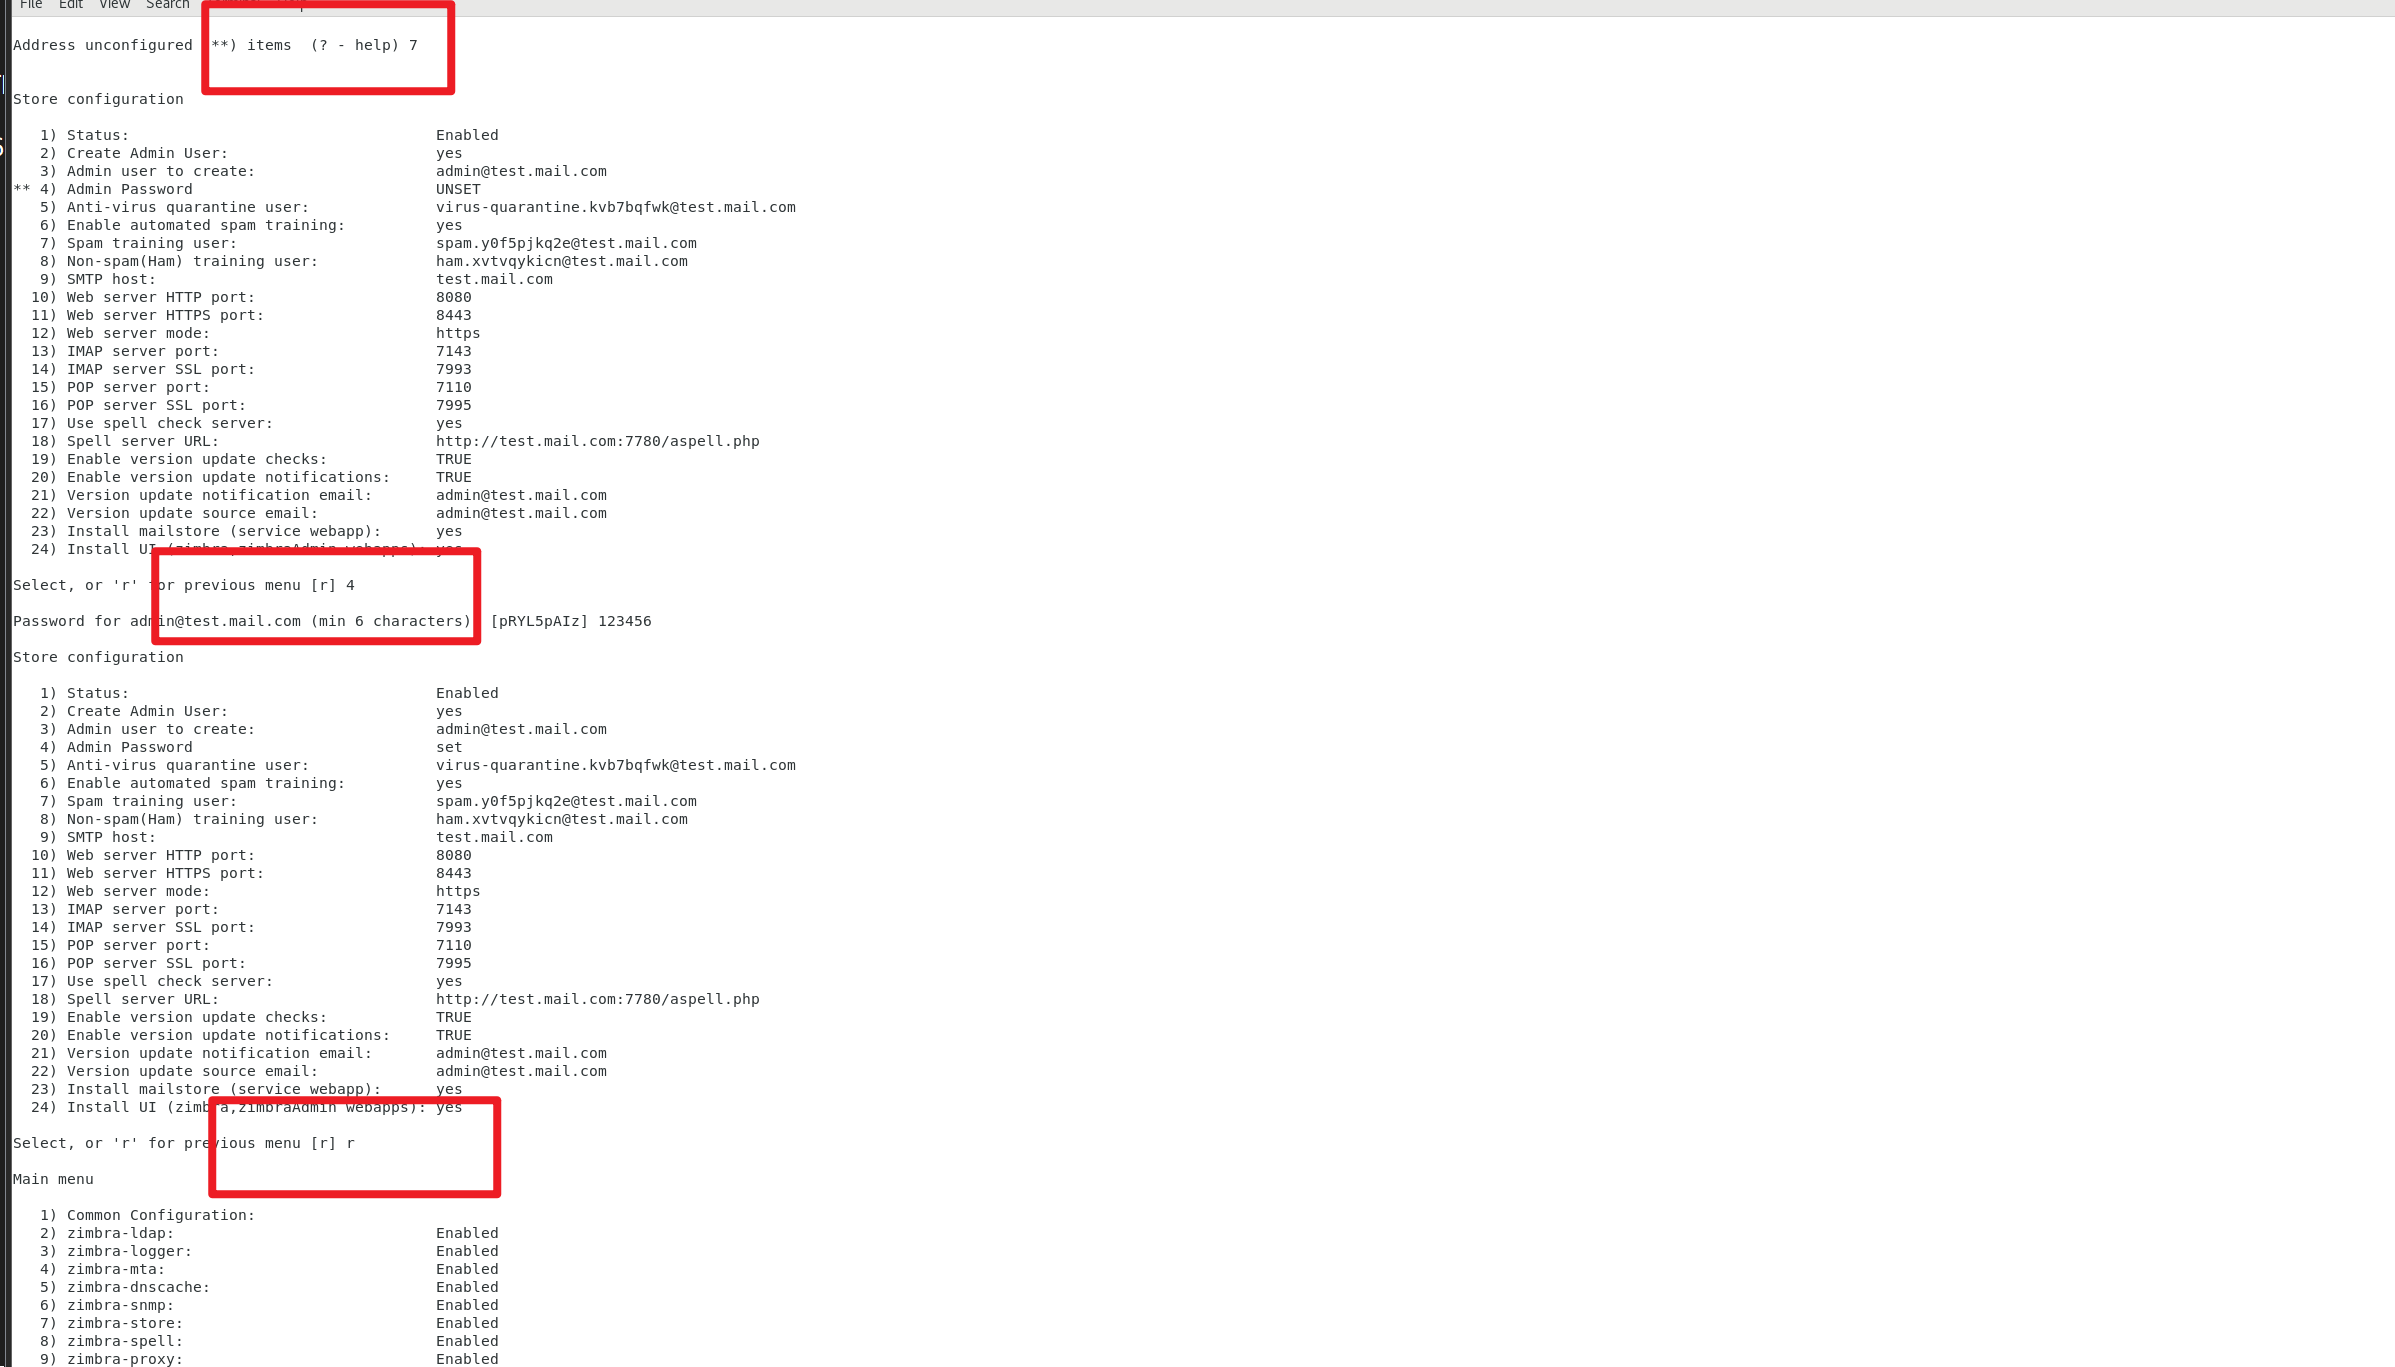 File Edit View Search
Address unconfigured **) items  (? - help) 7
Store configuration
1) Status: Enabled
2) Create Admin User: yes
3) Admin user to create: admin@test.mail.com
** 4) Admin Password UNSET
5) Anti-virus quarantine user: virus-quarantine.kvb7bqfwk@test.mail.com
6) Enable automated spam training: yes
7) Spam training user: spam.y0f5pjkq2e@test.mail.com
8) Non-spam(Ham) training user: ham.xvtvqykicn@test.mail.com
9) SMTP host: test.mail.com
10) Web server HTTP port: 8080
11) Web server HTTPS port: 8443
12) Web server mode: https
13) IMAP server port: 7143
14) IMAP server SSL port: 7993
15) POP server port: 7110
16) POP server SSL port: 7995
17) Use spell check server: yes
18) Spell server URL: http://test.mail.com:7780/aspell.php
19) Enable version update checks: TRUE
20) Enable version update notifications: TRUE
21) Version update notification email: admin@test.mail.com
22) Version update source email: admin@test.mail.com
23) Install mailstore (service webapp): yes
24) Install UI (zimbra,zimbraAdmin webapps): yes
Select, or 'r' for previous menu [r] 4
Password for admin@test.mail.com (min 6 characters) [pRYL5pAIz] 123456
Store configuration
1) Status: Enabled
2) Create Admin User: yes
3) Admin user to create: admin@test.mail.com
4) Admin Password set
5) Anti-virus quarantine user: virus-quarantine.kvb7bqfwk@test.mail.com
6) Enable automated spam training: yes
7) Spam training user: spam.y0f5pjkq2e@test.mail.com
8) Non-spam(Ham) training user: ham.xvtvqykicn@test.mail.com
9) SMTP host: test.mail.com
10) Web server HTTP port: 8080
11) Web server HTTPS port: 8443
12) Web server mode: https
13) IMAP server port: 7143
14) IMAP server SSL port: 7993
15) POP server port: 7110
16) POP server SSL port: 7995
17) Use spell check server: yes
18) Spell server URL: http://test.mail.com:7780/aspell.php
19) Enable version update checks: TRUE
20) Enable version update notifications: TRUE
21) Version update notification email: admin@test.mail.com
22) Version update source email: admin@test.mail.com
23) Install mailstore (service webapp): yes
24) Install UI (zimbra,zimbraAdmin webapps): yes
Select, or 'r' for previous menu [r] r
Main menu
1) Common Configuration:
2) zimbra-ldap: Enabled
3) zimbra-logger: Enabled
4) zimbra-mta: Enabled
5) zimbra-dnscache: Enabled
6) zimbra-snmp: Enabled
7) zimbra-store: Enabled
8) zimbra-spell: Enabled
9) zimbra-proxy: Enabled